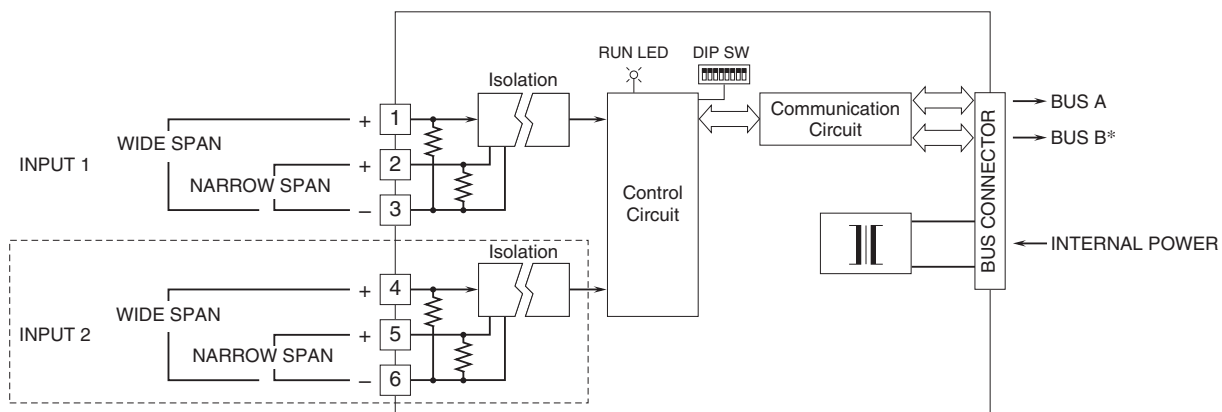 RUN LED
DIP SW
Isolation
INPUT 1
WIDE SPAN
NARROW SPAN
+ 1
+ 2
– 3
Control
Circuit
Communication
Circuit
BUS CONNECTOR
BUS A
BUS B*
INTERNAL POWER
Isolation
INPUT 2
WIDE SPAN
NARROW SPAN
+ 4
+ 5
– 6